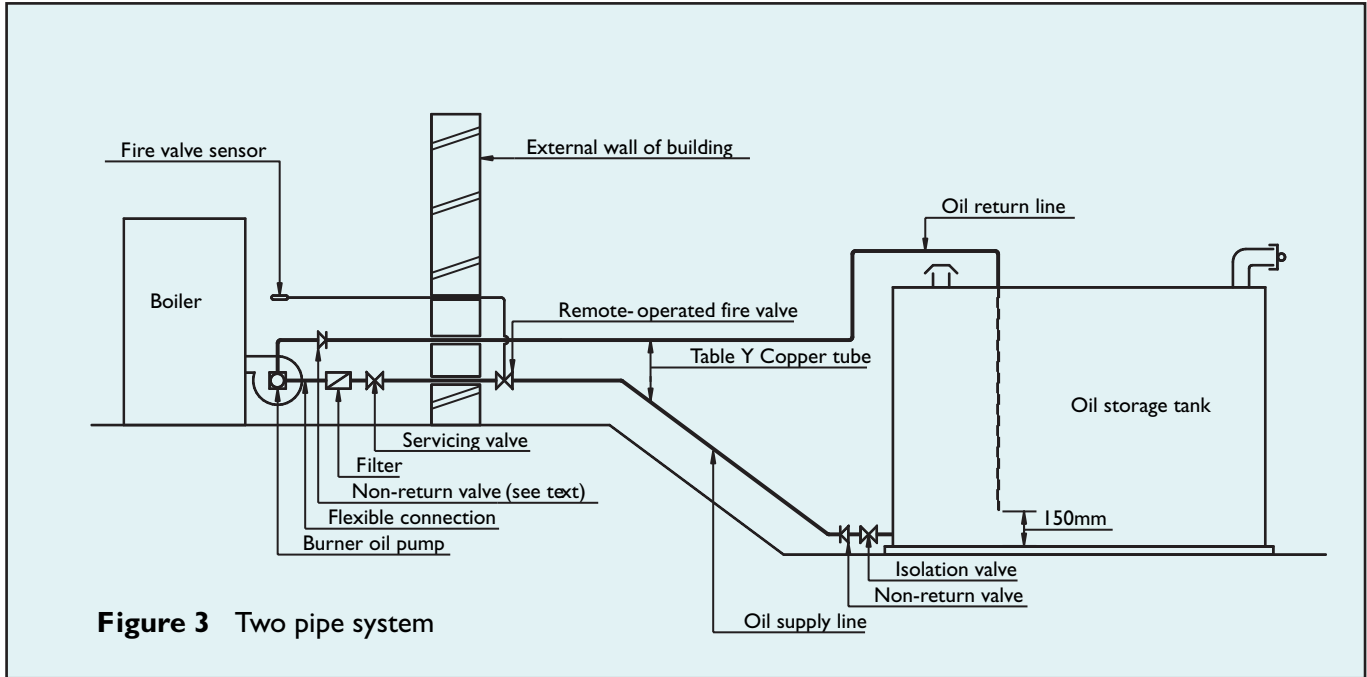 Fire valve sensor
External wall of building
Oil return line
Boiler
Remote-operated fire valve
Table Y Copper tube
Oil storage tank
Servicing valve
Filter
Non-return valve (see text)
150mm
Flexible connection
Burner oil pump
Isolation valve
Non-return valve
Oil supply line
Figure 3 Two pipe system